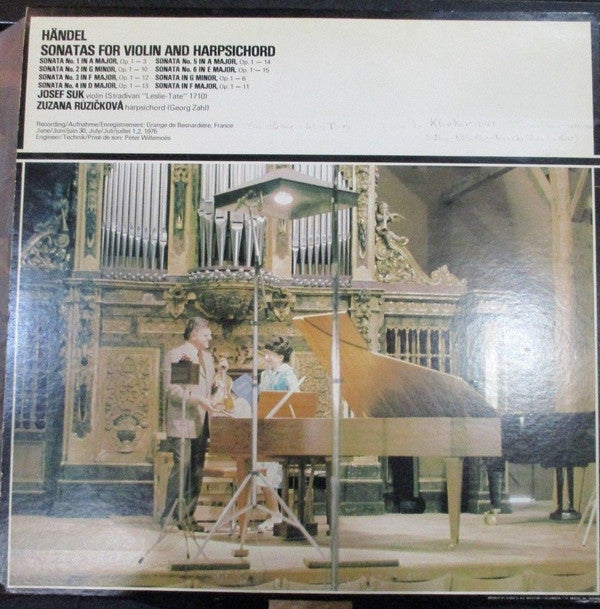 HÄNDEL
SONATAS FOR VIOLIN AND HARPSICHORD
SONATA No. 1 IN A MAJOR, Op. 1 – 3 SONATA No. 5 IN A MAJOR, Op. 1 – 14
SONATA No. 2 IN G MINOR, Op. 1 – 10 SONATA No. 6 IN E MAJOR, Op. 1 – 15
SONATA No. 3 IN F MAJOR, Op. 1 – 12 SONATA IN G MINOR, Op. 1 – 6
SONATA No. 4 IN D MAJOR, Op. 1 – 13 SONATA IN F MAJOR, Op. 1 – 11
JOSEF SUK violin (Stradivari "Leslie-Tate" 1710)
ZUZANA RŮŽIČKOVÁ harpsichord (Georg Zahl)
Recording/Aufnahme/Enregistrement: Grange de Besnardière, France
June/Juni/juin 30, July/Juli/juillet 1, 2, 1975
Engineer/Technik/Prise de son: Peter Willemoës